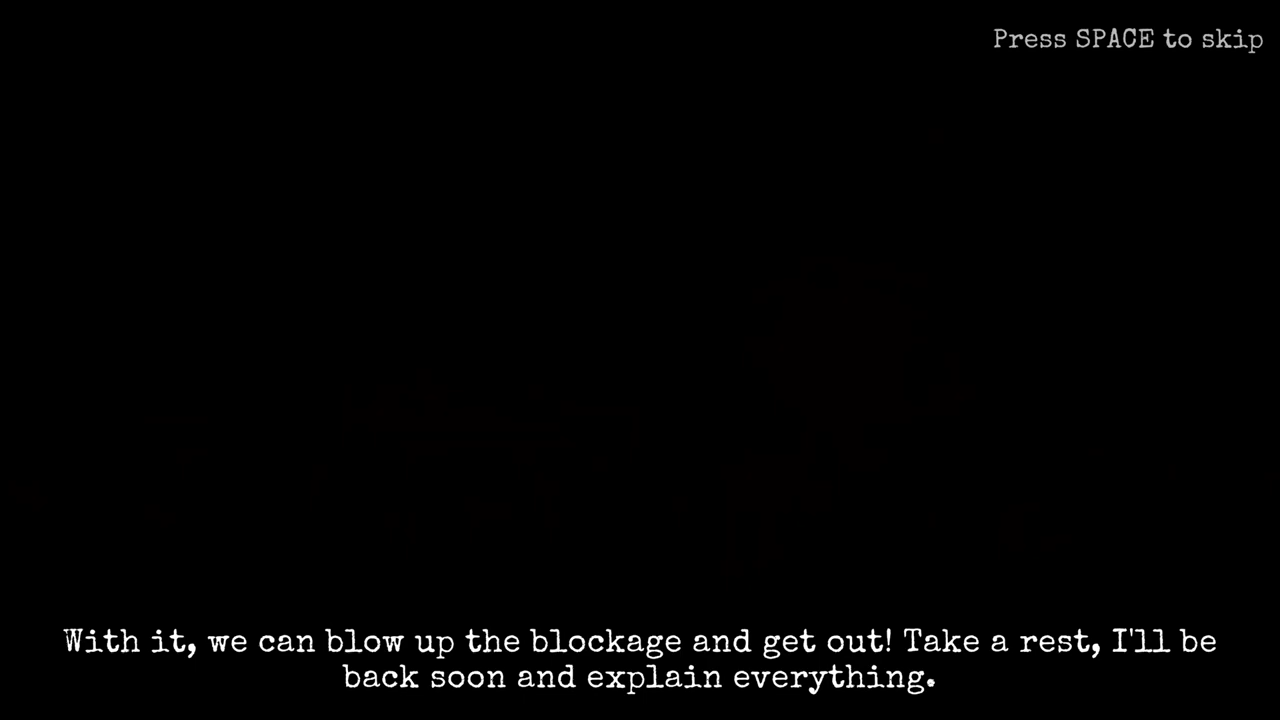 Press SPACE to skip
With it, we can blow up the blockage and get out! Take a rest, I'll be
back soon and explain everything.